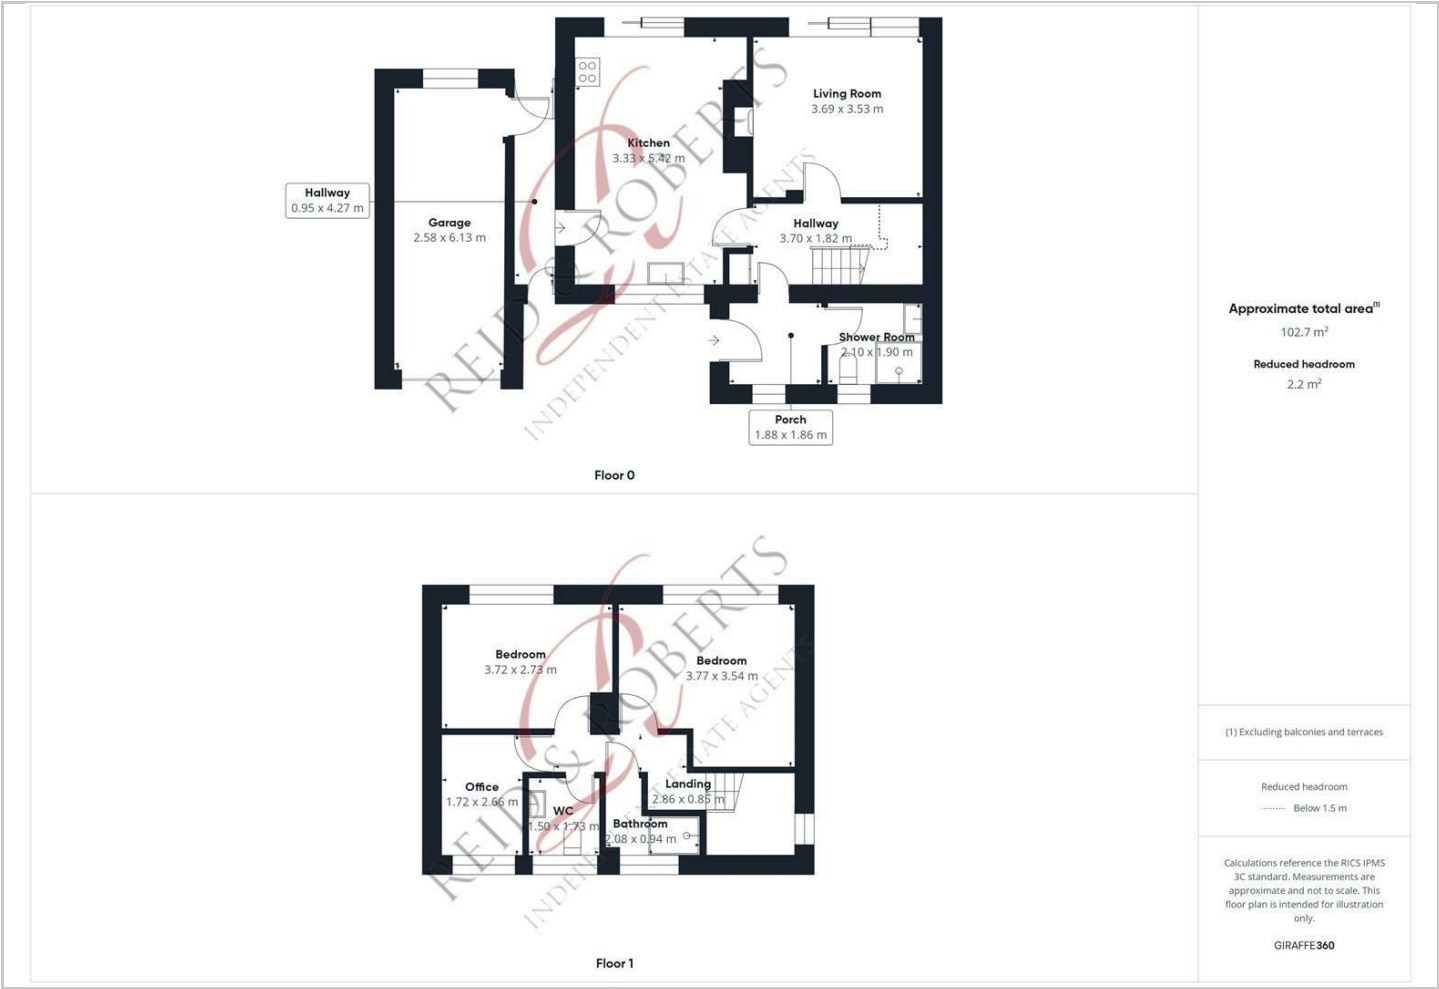 Living Room
3.69 x 3.53 m
Kitchen
3.33 x 5.42 m
Hallway
0.95 x 4.27 m
Garage
2.58 x 6.13 m
Hallway
3.70 x 1.82 m
Shower Room
2.10 x 1.90 m
Porch
1.88 x 1.86 m
REID & ROBERTS
INDEPENDENT ESTATE AGENTS
Floor 0
Bedroom
3.72 x 2.73 m
Bedroom
3.77 x 3.54 m
Office
1.72 x 2.66 m
WC
1.50 x 1.73 m
Landing
2.86 x 0.85 m
Bathroom
2.08 x 0.94 m
REID & ROBERTS
INDEPENDENT ESTATE AGENTS
Floor 1
Approximate total area(1)
102.7 m²
Reduced headroom
2.2 m²
(1) Excluding balconies and terraces
Reduced headroom
Below 1.5 m
Calculations reference the RICS IPMS
3C standard. Measurements are
approximate and not to scale. This
floor plan is intended for illustration
only.
GIRAFFE360